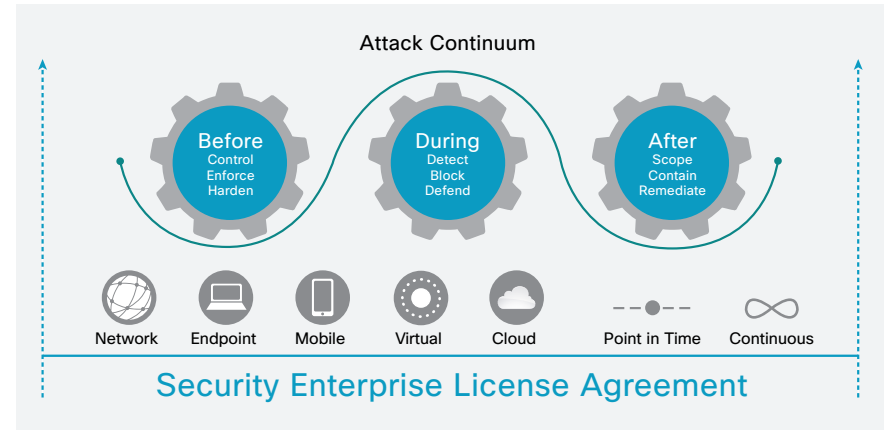 Attack Continuum
Before
Control
Enforce
Harden
During
Detect
Block
Defend
After
Scope
Contain
Remediate
Network
Endpoint
Mobile
Virtual
Cloud
Point in Time
Continuous
Security Enterprise License Agreement